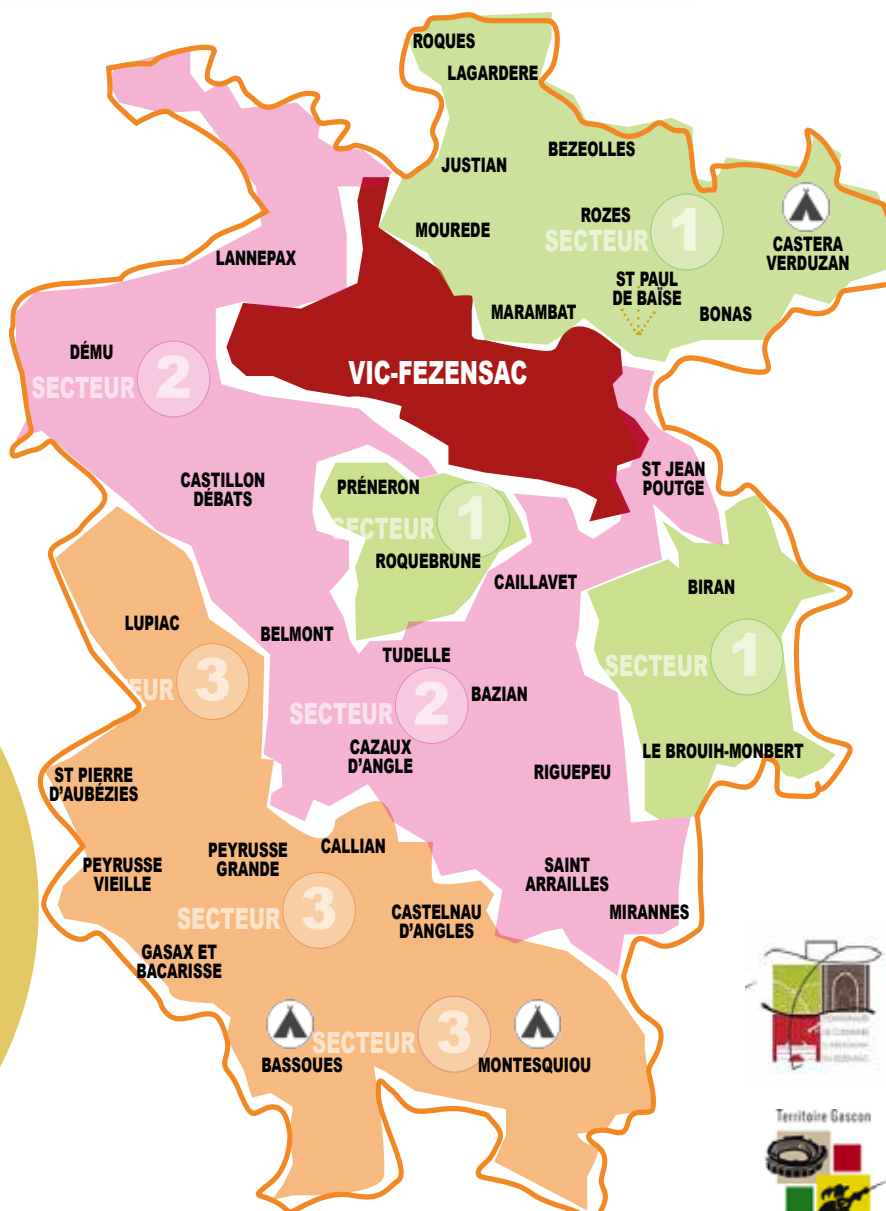 ROQUES
LAGARDERE
BEZEOLLES
JUSTIAN
ROZES
SECTEUR 1
MOUREDE
CASTERA
VERDUZAN
LANNEPAX
ST PAUL
DE BAÏSE
MARAMBAT
BONAS
DÉMU
SECTEUR 2
VIC-FEZENSAC
ST JEAN
POUTGE
CASTILLON
DÉBATS
PRÉNERON
SECTEUR 1
ROQUEBRUNE
CAILLAVET
BIRAN
LUPIAC
BELMONT
TUDELLE
SECTEUR 1
EUR 3
BAZIAN
SECTEUR 2
CAZAUX
D'ANGLE
LE BROUIH-MONBERT
RIGUEPEU
ST PIERRE
D'AUBÉZIES
CALLIAN
PEYRUSSE
GRANDE
PEYRUSSE
VIEILLE
SAINT
ARRAILLES
MIRANNES
SECTEUR 3
CASTELNAU
D'ANGLES
GASAX ET
BACARISSE
SECTEUR 3
BASSOUES
MONTESQUIOU
Territoire Gascon